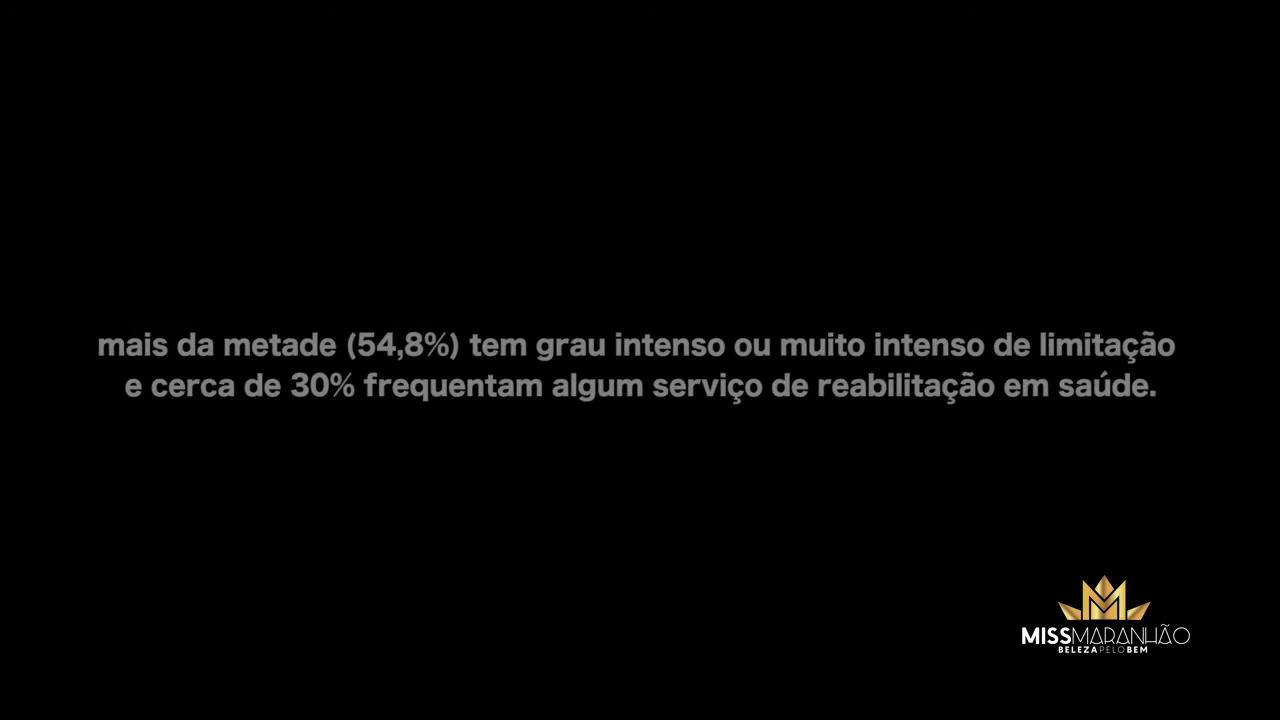 mais da metade (54,8%) tem grau intenso ou muito intenso de limitação
e cerca de 30% frequentam algum serviço de reabilitação em saúde.
MISSMARANHÃO
BELEZAPELOBEM